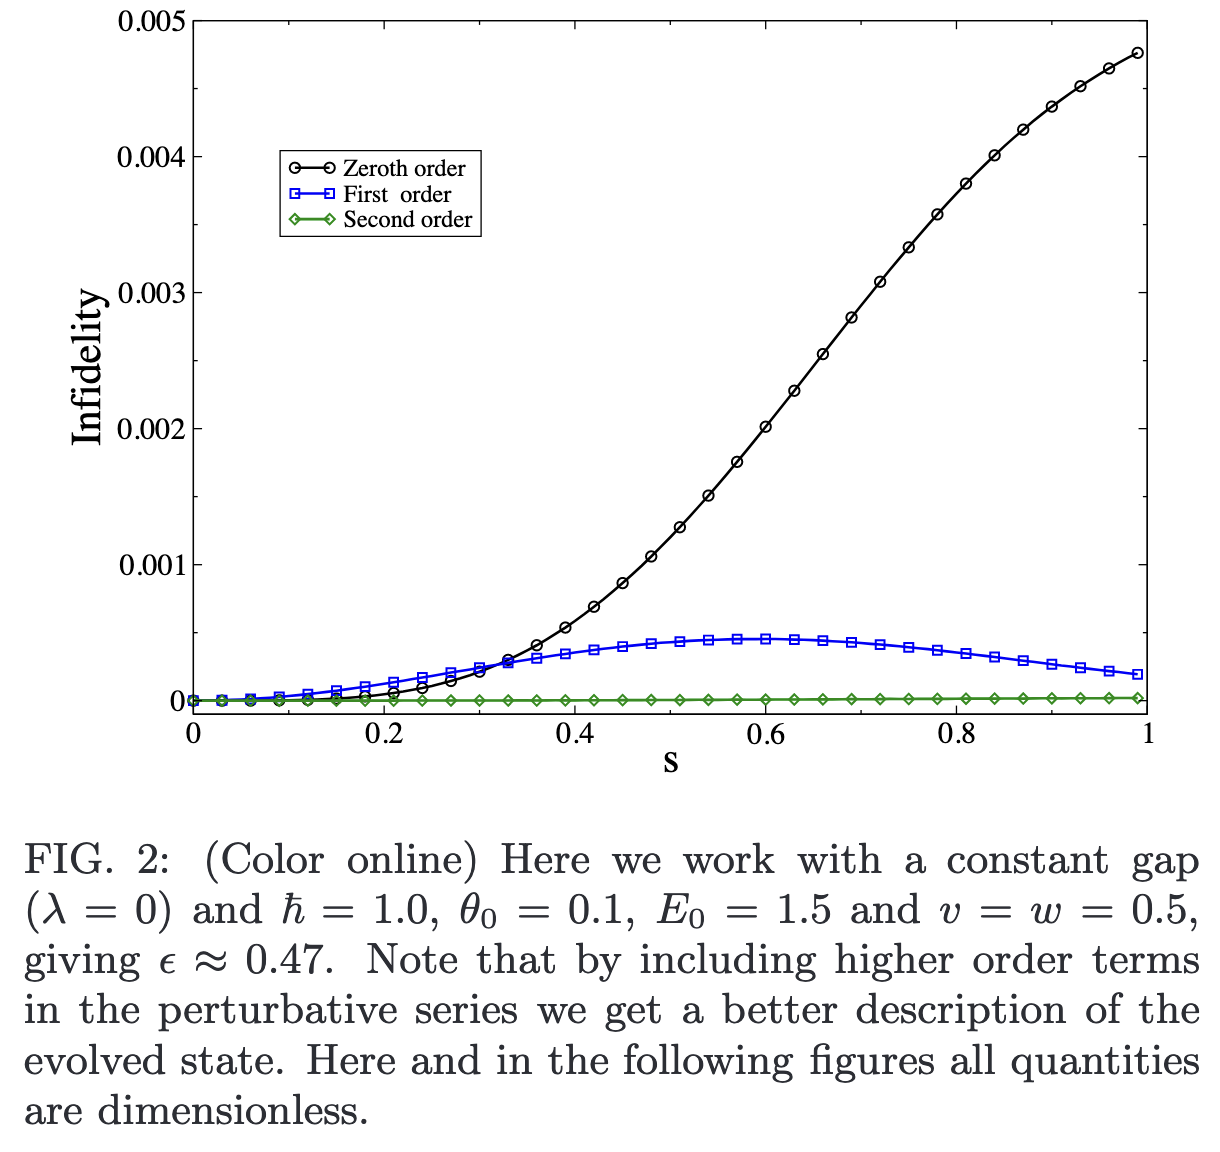 0.005
0.004
0.003
0.002
0.001
0
Infidelity
Zeroth order
First order
Second order
0 0.2 0.4 0.6 0.8 1
s
FIG. 2: (Color online) Here we work with a constant gap
(λ = 0) and ℏ = 1.0, θ₀ = 0.1, E₀ = 1.5 and v = w = 0.5,
giving ϵ ≈ 0.47. Note that by including higher order terms
in the perturbative series we get a better description of the
evolved state. Here and in the following figures all quantities
are dimensionless.